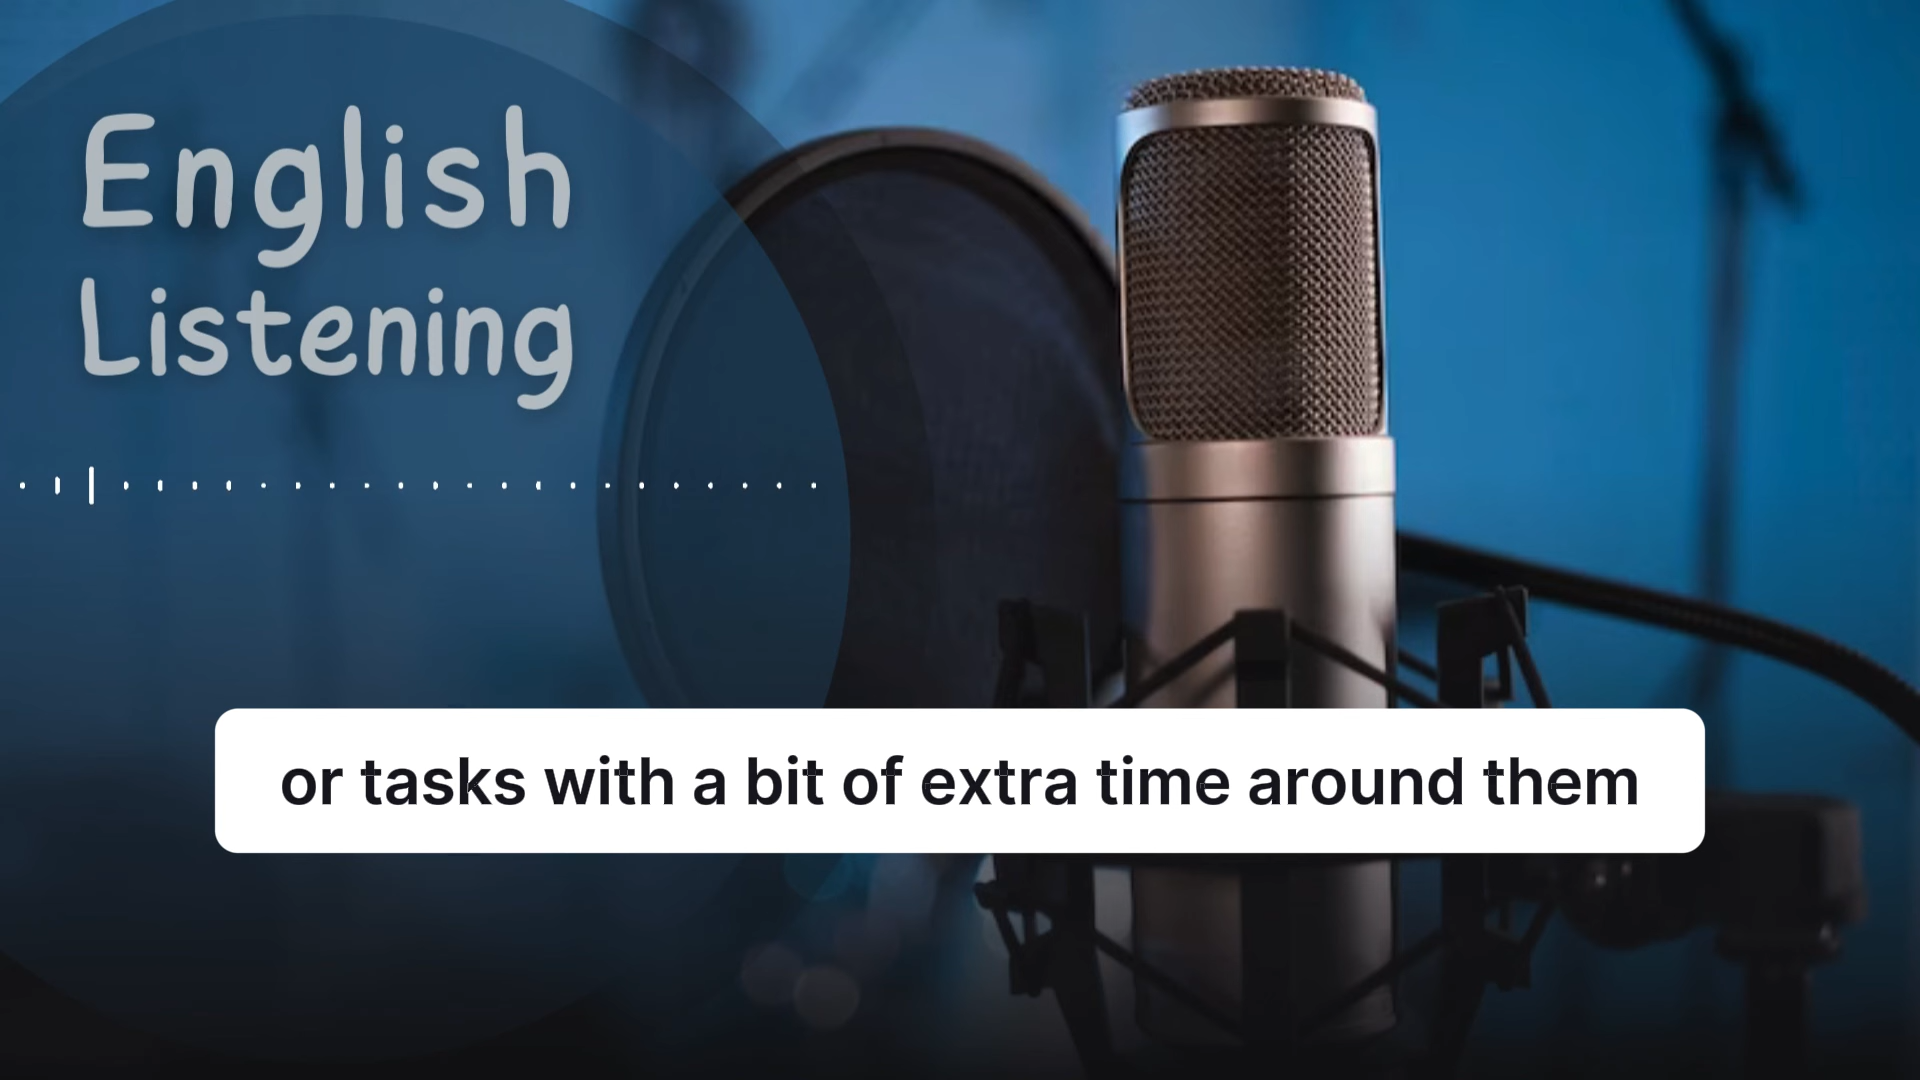 English
Listening
or tasks with a bit of extra time around them